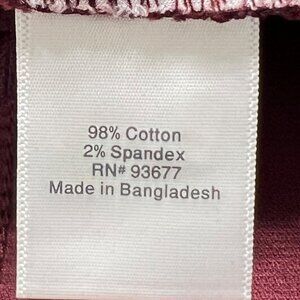 98% Cotton
2% Spandex
RN# 93677
Made in Bangladesh